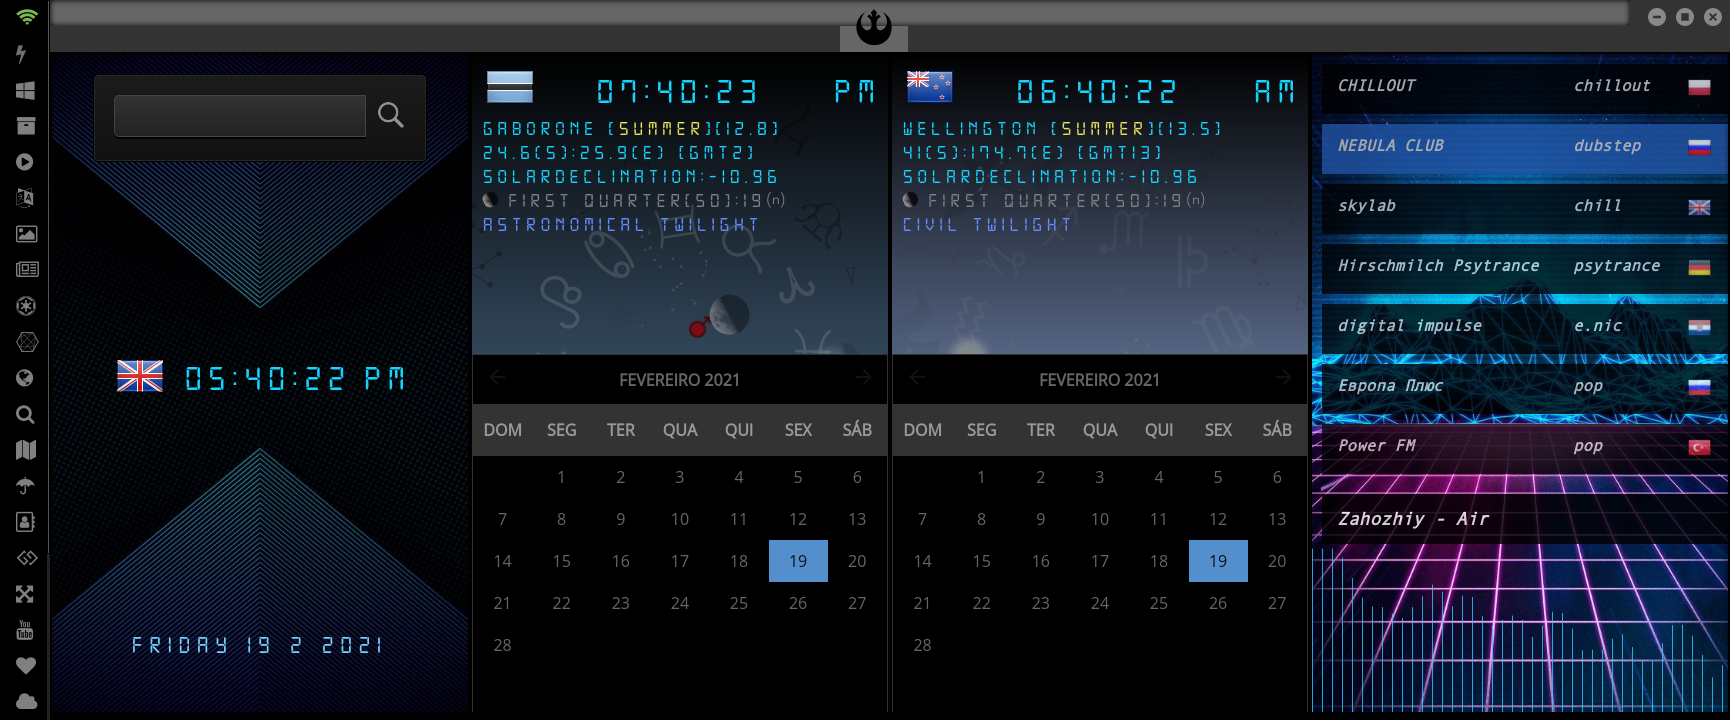 05:40:22 PM
FRIDAY 19 2 2021
07:40:23 PM
GABORONE (SUMMER)(12.8)
24.6(S):25.9(E) (GMT2)
SOLARDECLINATION:-10.96
FIRST QUARTER(50):19(n)
ASTRONOMICAL TWILIGHT
FEVEREIRO 2021
DOM SEG TER QUA QUI SEX SÁB
1 2 3 4 5 6
7 8 9 10 11 12 13
14 15 16 17 18 19 20
21 22 23 24 25 26 27
28
06:40:22 AM
WELLINGTON (SUMMER)(13.5)
41(S):174.7(E) (GMT13)
SOLARDECLINATION:-10.96
FIRST QUARTER(50):19(n)
CIVIL TWILIGHT
FEVEREIRO 2021
DOM SEG TER QUA QUI SEX SÁB
1 2 3 4 5 6
7 8 9 10 11 12 13
14 15 16 17 18 19 20
21 22 23 24 25 26 27
28
CHILLOUT chillout
NEBULA CLUB dubstep
skylab chill
Hirschmilch Psytrance psytrance
digital impulse e.nic
Европа Плюс pop
Power FM pop
Zahozhiy - Air
You Tube